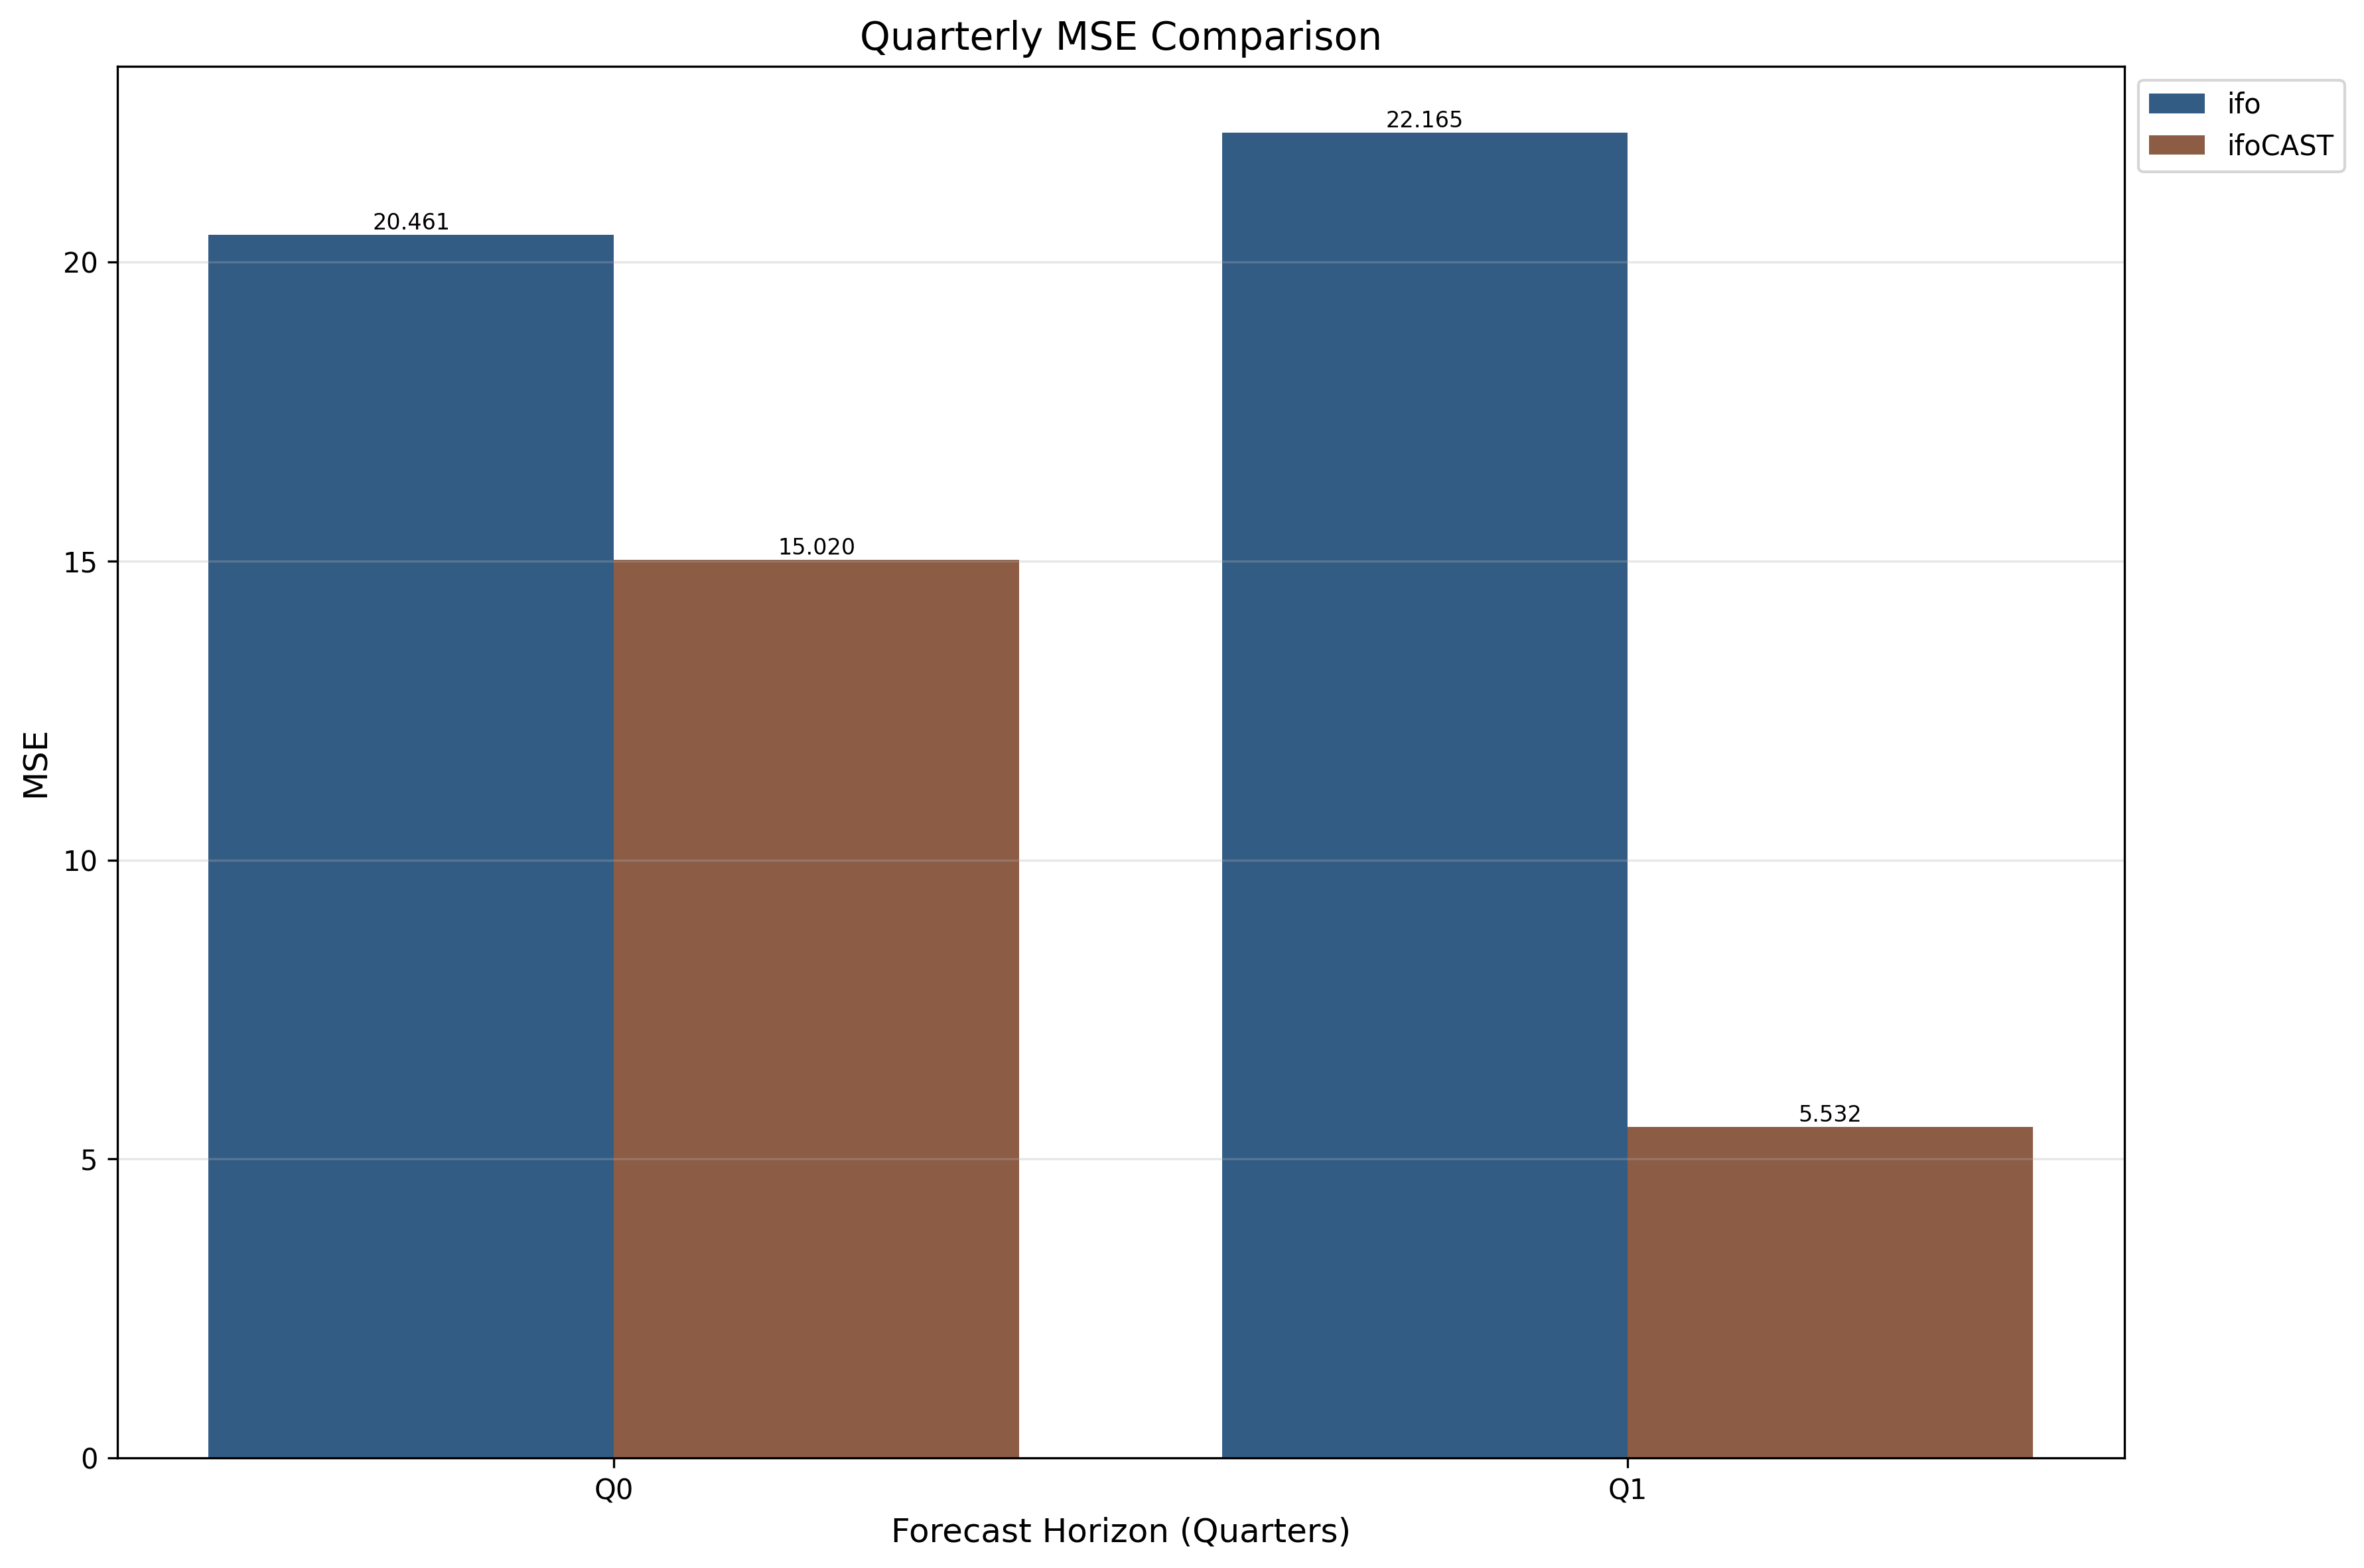 Quarterly MSE Comparison
ifo
ifoCAST
22.165
20.461
15.020
5.532
20
15
10
5
0
MSE
Q0
Q1
Forecast Horizon (Quarters)